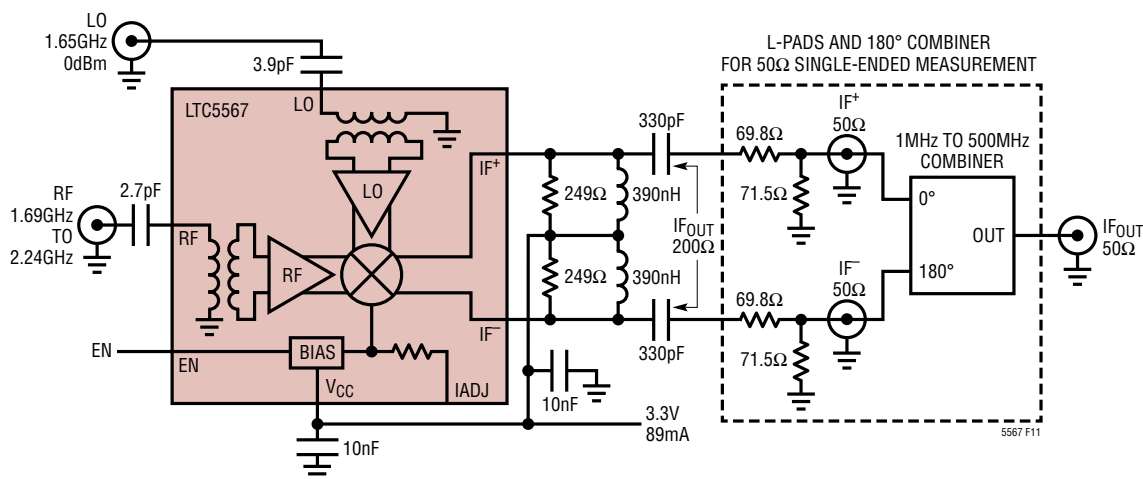 LO
1.65GHz
0dBm
3.9pF
L-PADS AND 180° COMBINER
FOR 50Ω SINGLE-ENDED MEASUREMENT
LTC5567
LO
LO
RF
1.69GHz
TO
2.24GHz
2.7pF
RF
RF
IF+
IF–
249Ω
249Ω
390nH
390nH
330pF
330pF
IFOUT
200Ω
69.8Ω
71.5Ω
IF+
50Ω
69.8Ω
71.5Ω
IF–
50Ω
1MHz TO 500MHz
COMBINER
0°
180°
OUT
IFOUT
50Ω
EN
EN
BIAS
VCC
IADJ
10nF
10nF
3.3V
89mA
5567 F11